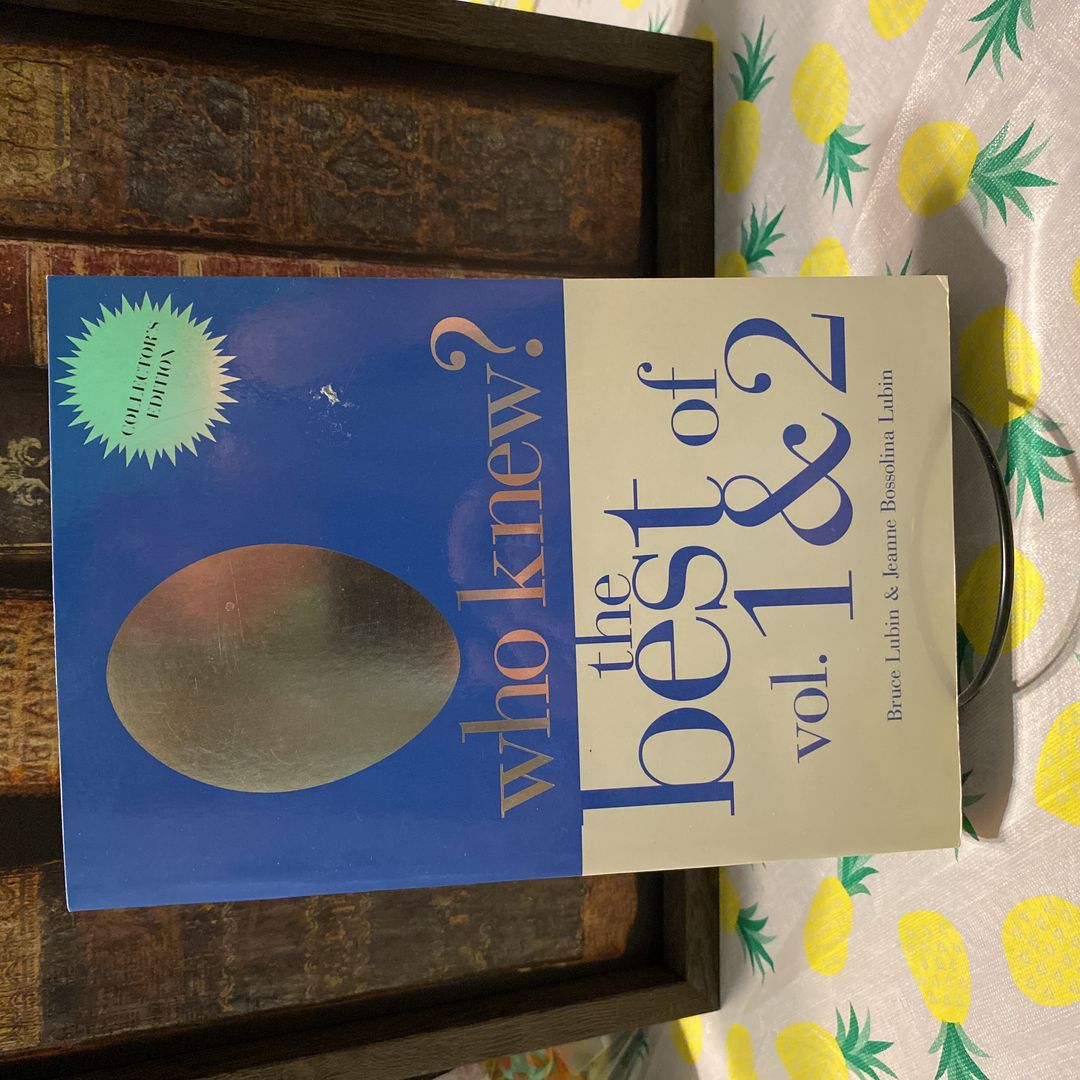 COLLECTOR'S
EDITION
who knew?
the
best of
vol. 1 & 2
Bruce Lubin & Jeanne Bossolina Lubin